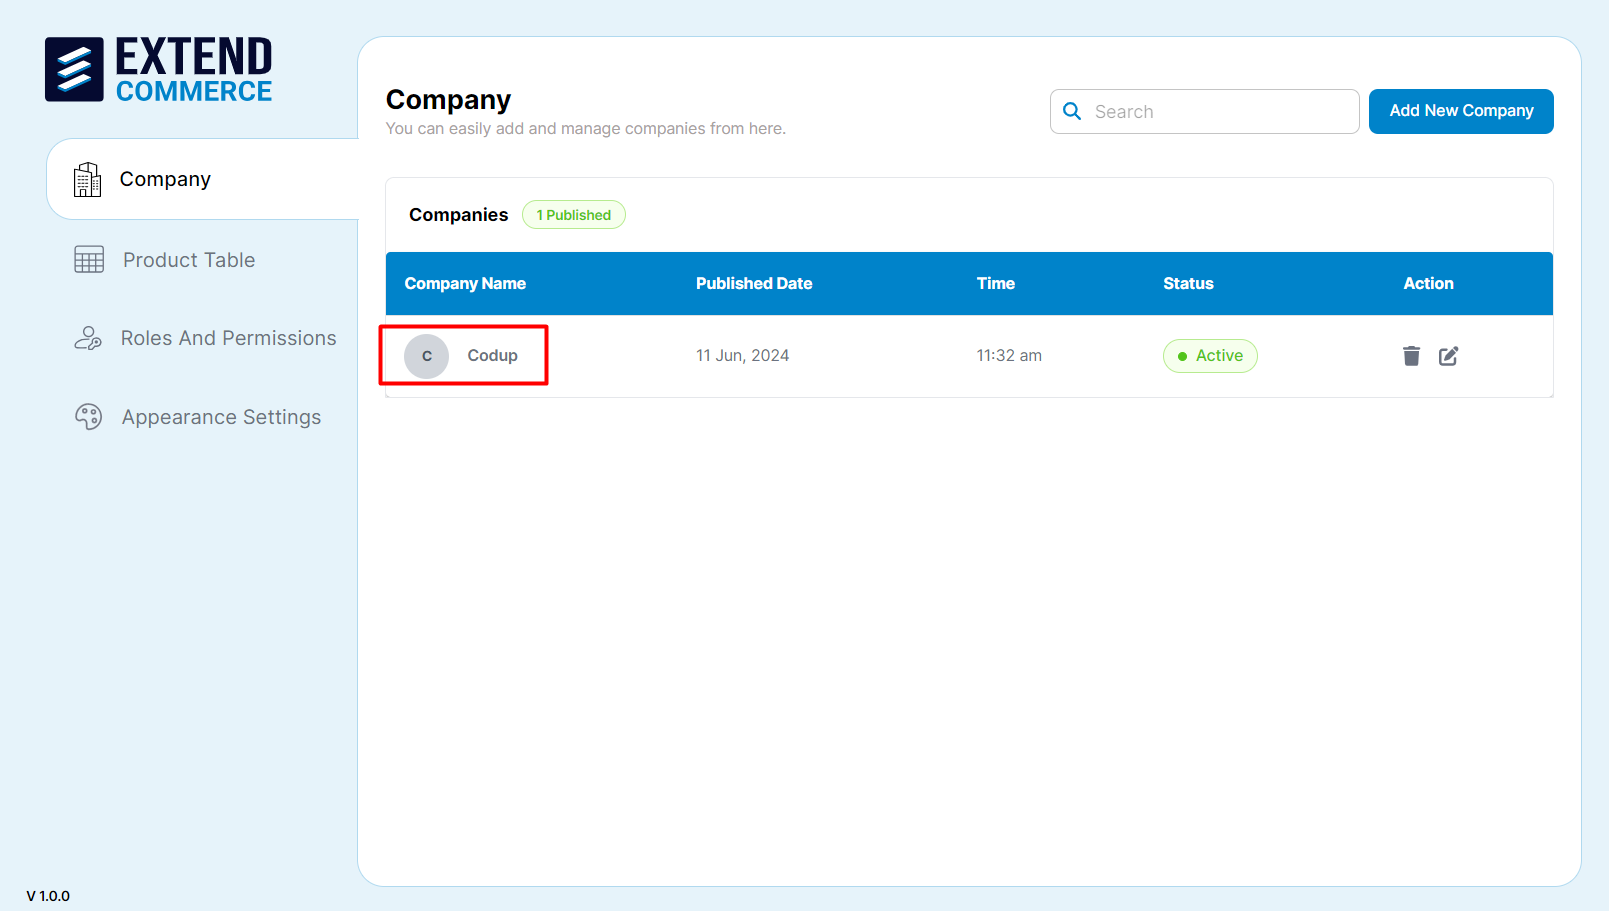 EXTEND
COMMERCE
Company
Product Table
Roles And Permissions
Appearance Settings
V 1.0.0
Company
You can easily add and manage companies from here.
Search
Add New Company
Companies 1 Published
Company Name Published Date Time Status Action
C Codup 11 Jun, 2024 11:32 am Active